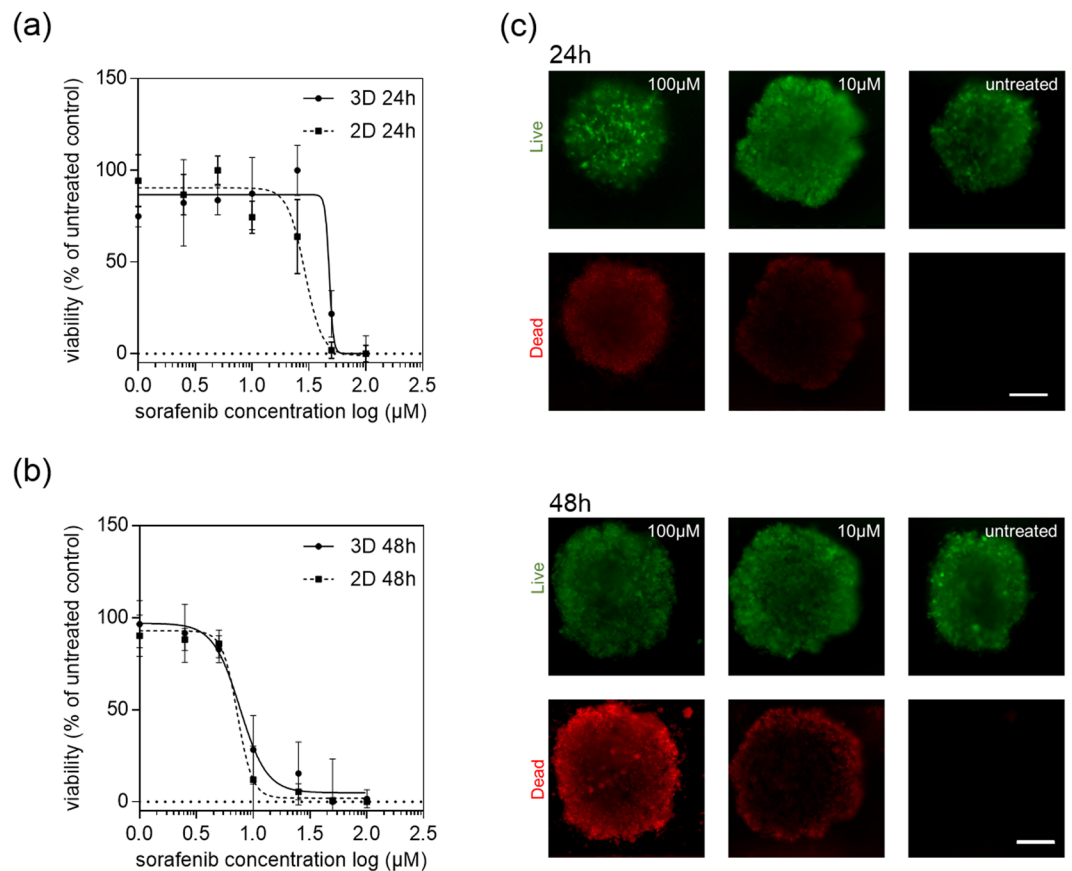 (a)
150
100
50
0
3D 24h
2D 24h
viability (% of untreated control)
0.0 0.5 1.0 1.5 2.0 2.5
sorafenib concentration log (µM)
(b)
150
100
50
0
3D 48h
2D 48h
viability (% of untreated control)
0.0 0.5 1.0 1.5 2.0 2.5
sorafenib concentration log (µM)
(c)
24h
100µM 10µM untreated
Live
Dead
48h
100µM 10µM untreated
Live
Dead